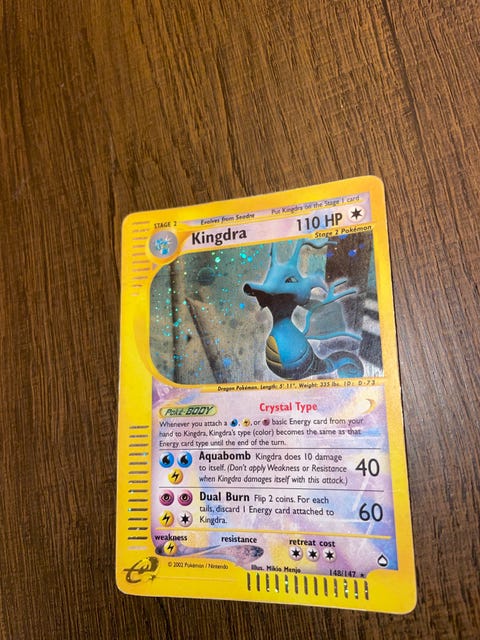 STAGE 2
Evolves from Seadra
Put Kingdra on the Stage 1 card
Kingdra
110 HP
Stage 2 Pokémon
Dragon Pokémon. Length: 5' 11", Weight: 335 lbs. ID: D-73
Poké-BODY
Crystal Type
Whenever you attach a , , or basic Energy card from your
hand to Kingdra, Kingdra's type (color) becomes the same as that
Energy card type until the end of the turn.
Aquabomb Kingdra does 10 damage
to itself. (Don't apply Weakness or Resistance
when Kingdra damages itself with this attack.)
40
Dual Burn Flip 2 coins. For each
tails, discard 1 Energy card attached to
Kingdra.
60
weakness
resistance
retreat cost
Illus. Mikio Menjo
© 2002 Pokémon / Nintendo
148/147